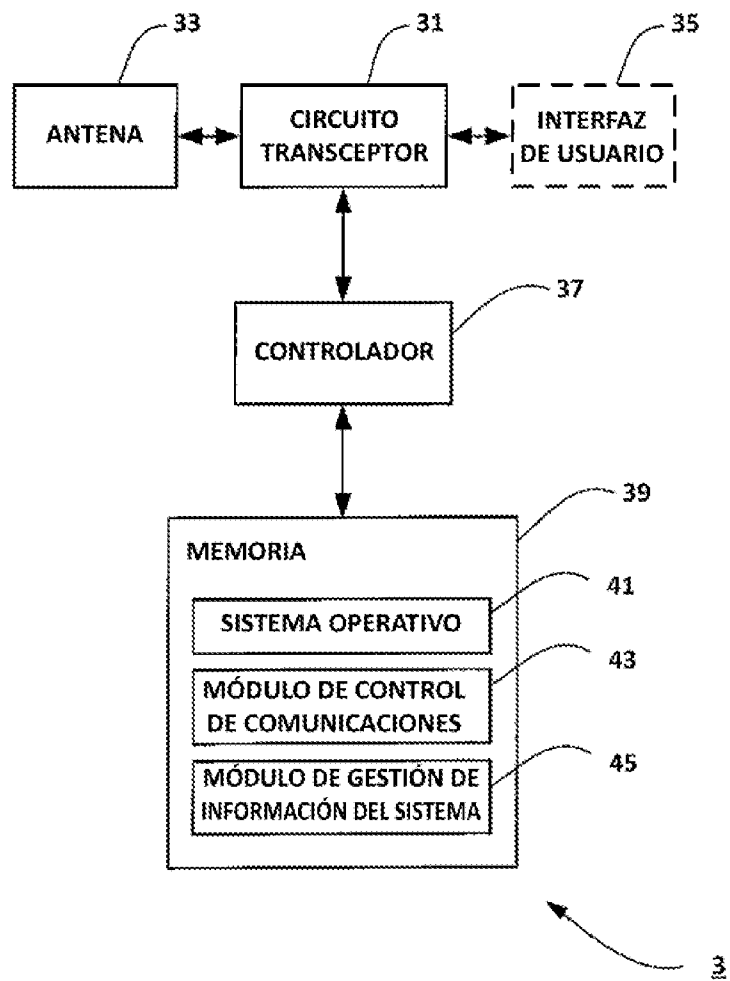 33
31
35
ANTENA
CIRCUITO
TRANSCEPTOR
INTERFAZ
DE USUARIO
37
CONTROLADOR
39
MEMORIA
41
SISTEMA OPERATIVO
43
MÓDULO DE CONTROL
DE COMUNICACIONES
45
MÓDULO DE GESTIÓN DE
INFORMACIÓN DEL SISTEMA
3